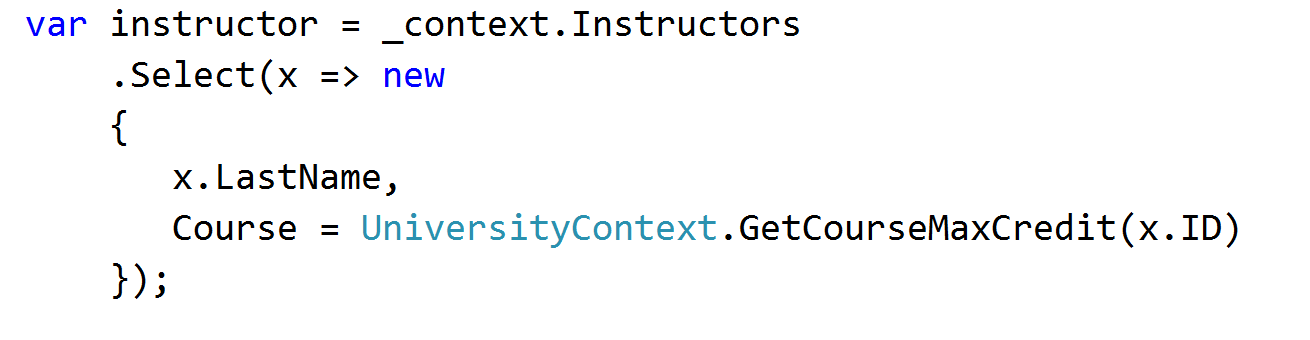 var instructor = _context.Instructors
.Select(x => new
{
x.LastName,
Course = UniversityContext.GetCourseMaxCredit(x.ID)
});